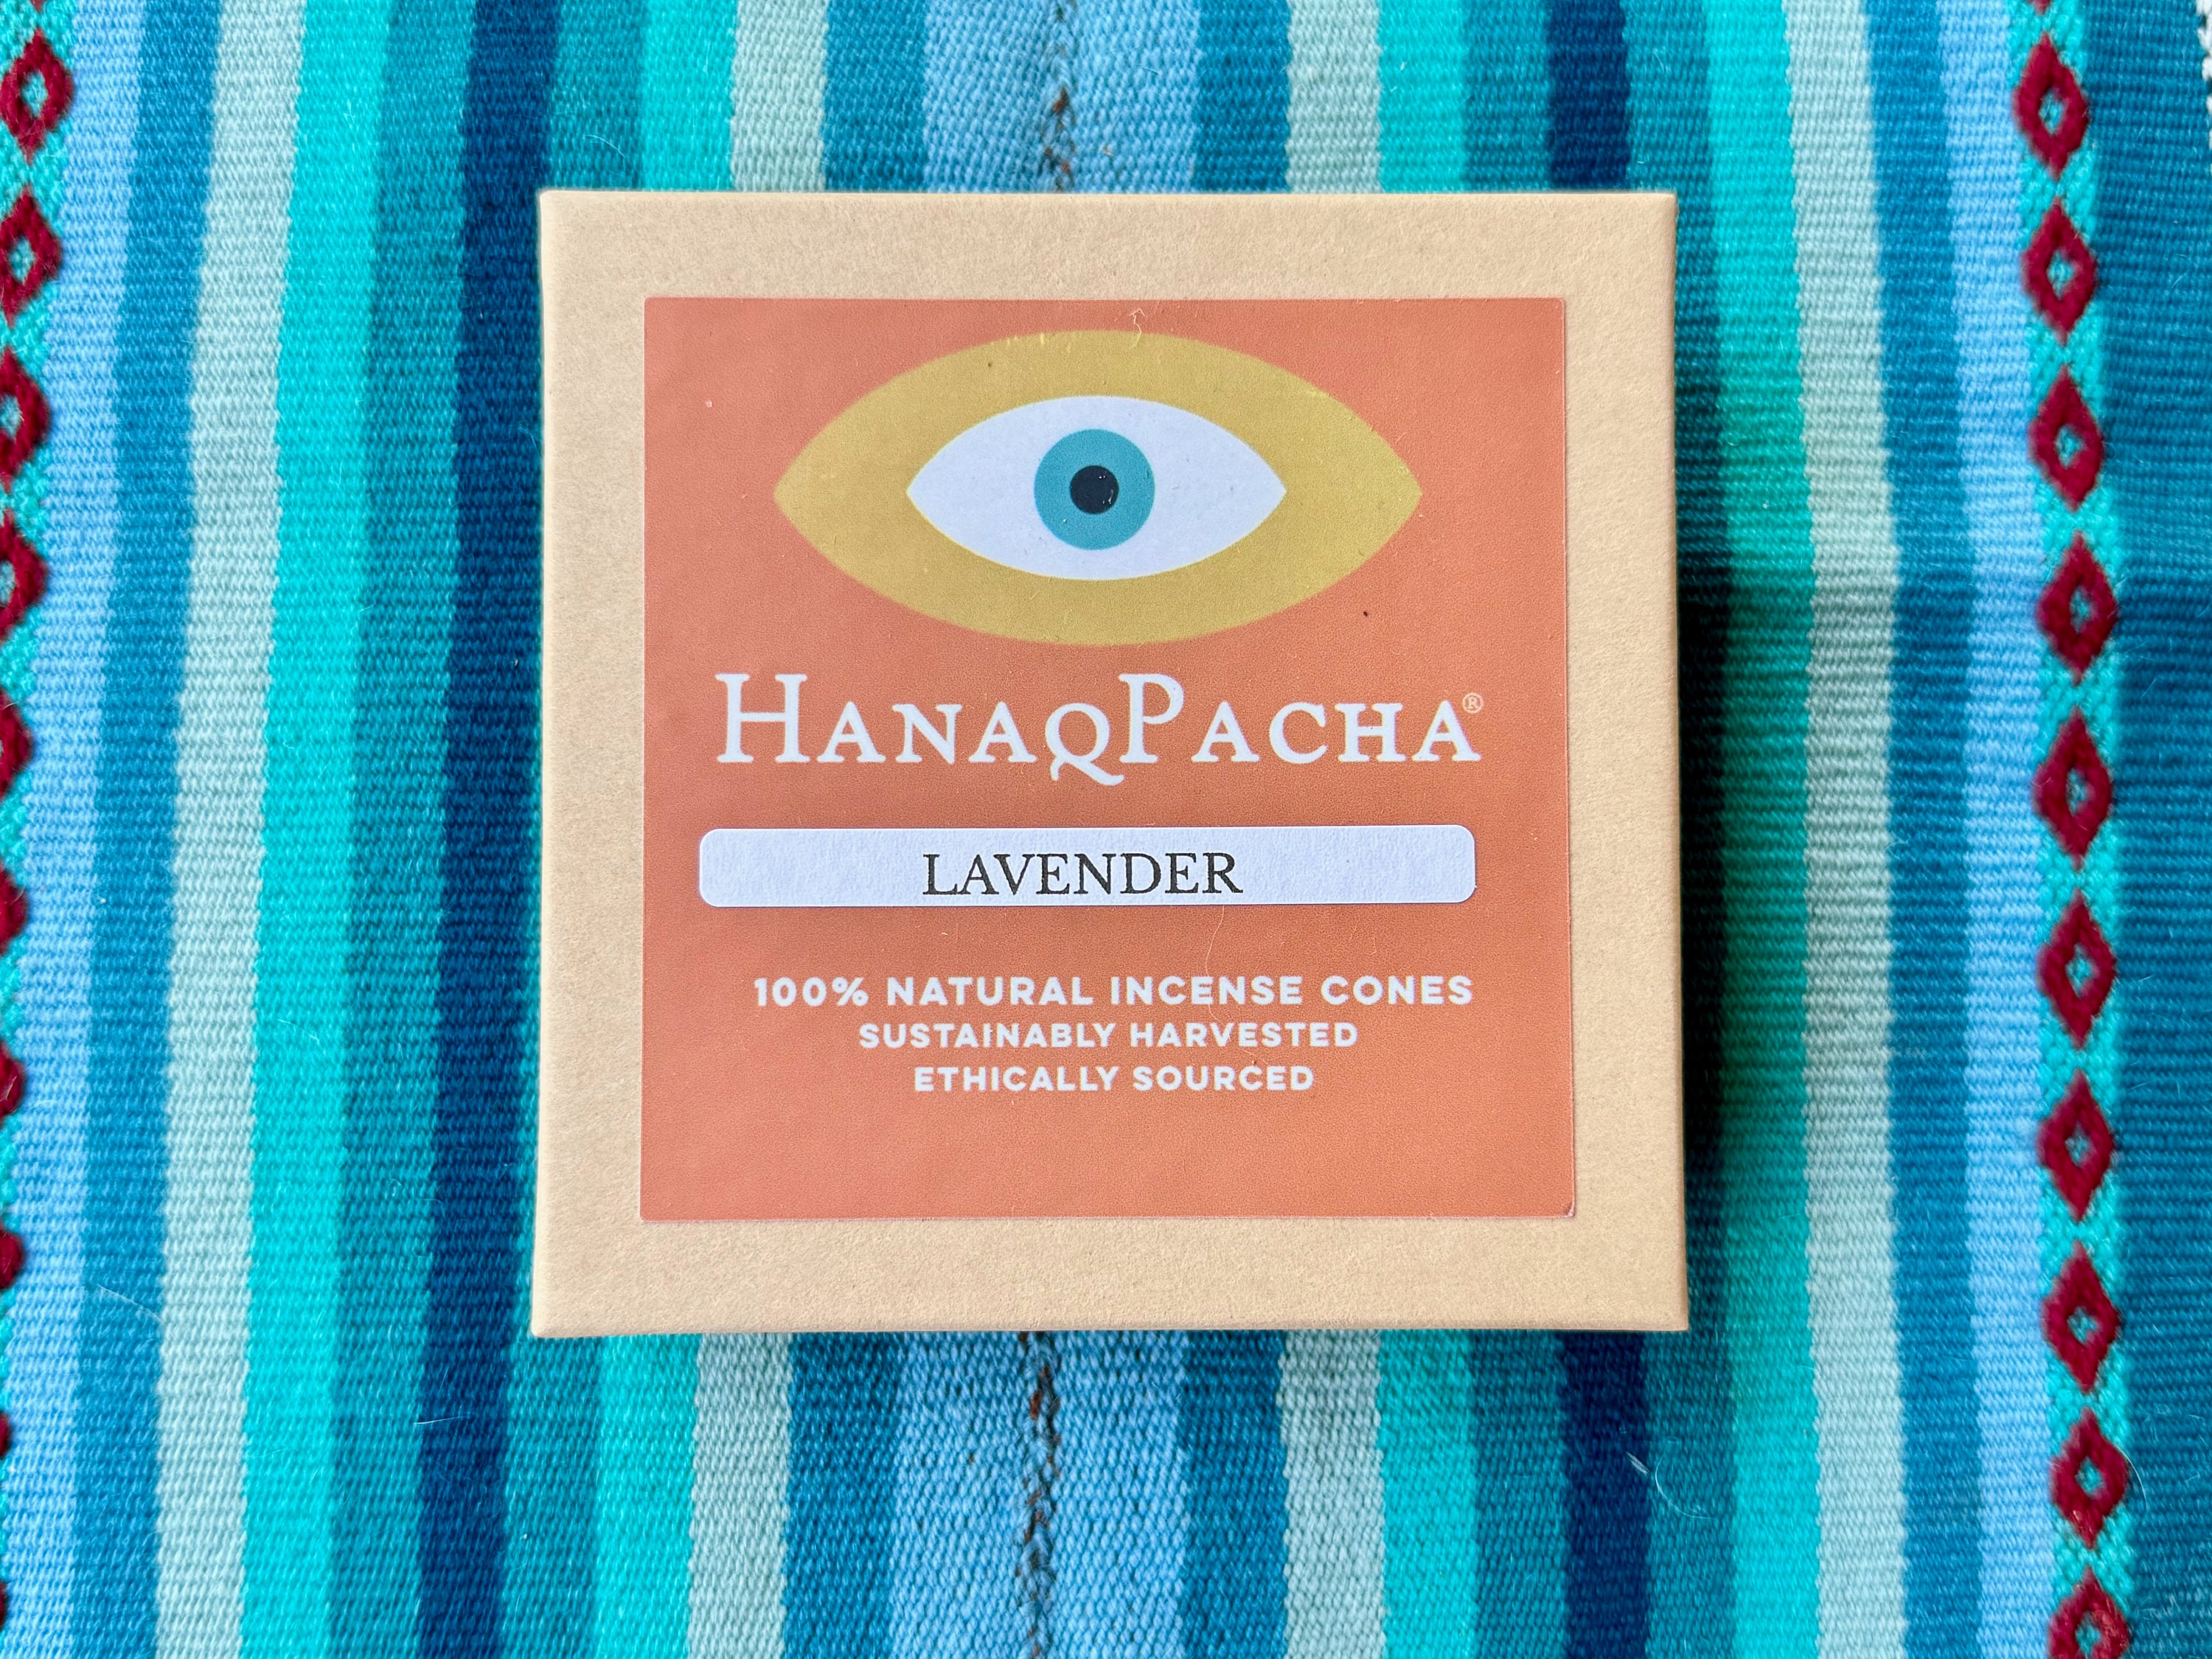 HANAQPACHA®
LAVENDER
100% NATURAL INCENSE CONES
SUSTAINABLY HARVESTED
ETHICALLY SOURCED